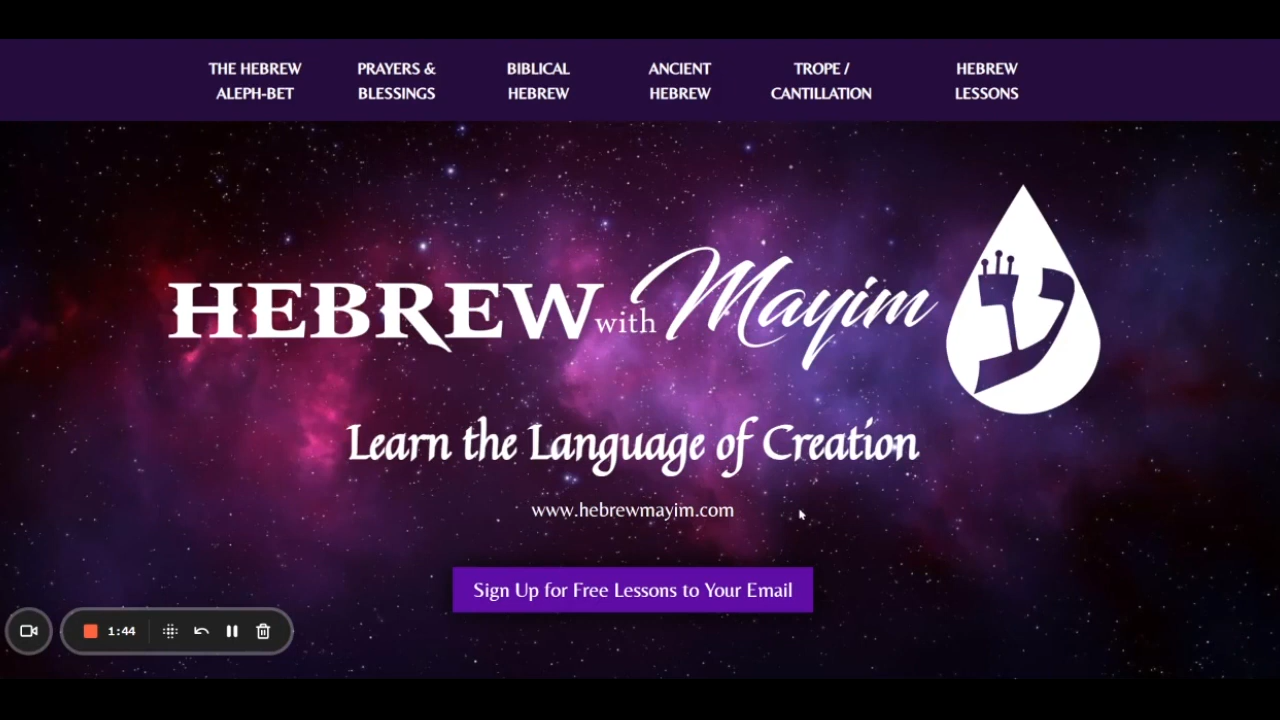 THE HEBREW
ALEPH-BET
PRAYERS &
BLESSINGS
BIBLICAL
HEBREW
ANCIENT
HEBREW
TROPE /
CANTILLATION
HEBREW
LESSONS
HEBREW with Mayim
ע
Learn the Language of Creation
www.hebrewmayim.com
Sign Up for Free Lessons to Your Email
1:44